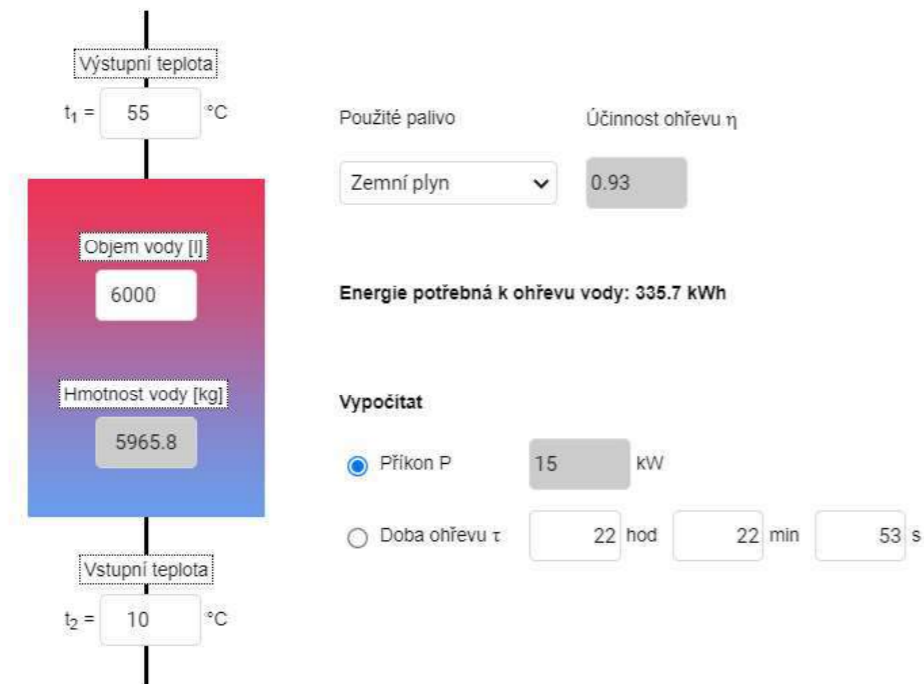 Výstupní teplota
t₁ = 55 °C
Použité palivo
Účinnost ohřevu η
Zemní plyn
0.93
Objem vody [l]
6000
Energie potřebná k ohřevu vody: 335.7 kWh
Hmotnost vody [kg]
5965.8
Vypočítat
Příkon P 15 kW
Doba ohřevu τ 22 hod 22 min 53 s
Vstupní teplota
t₂ = 10 °C